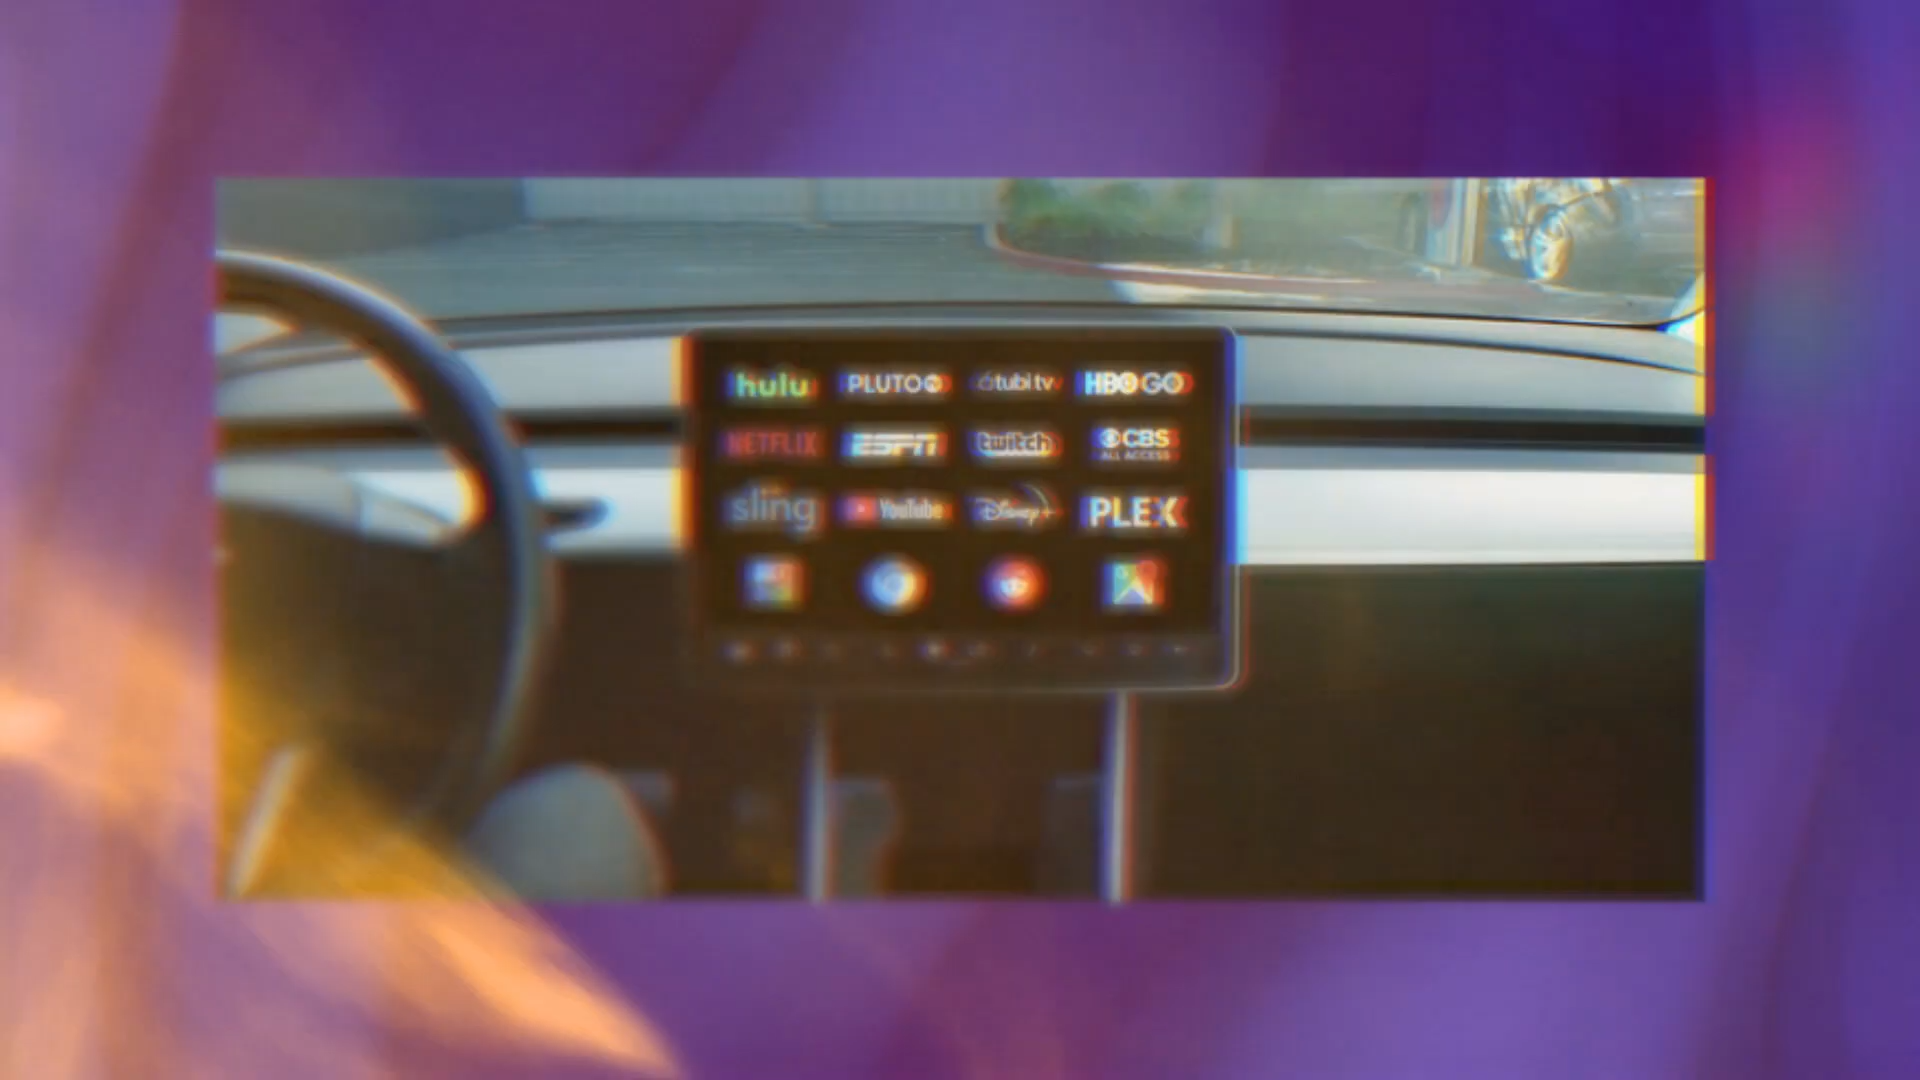 hulu PLUTO tubi tv HBO GO
NETFLIX ESPN twitch CBS
ALL ACCESS
sling YouTube Disney+ PLEX